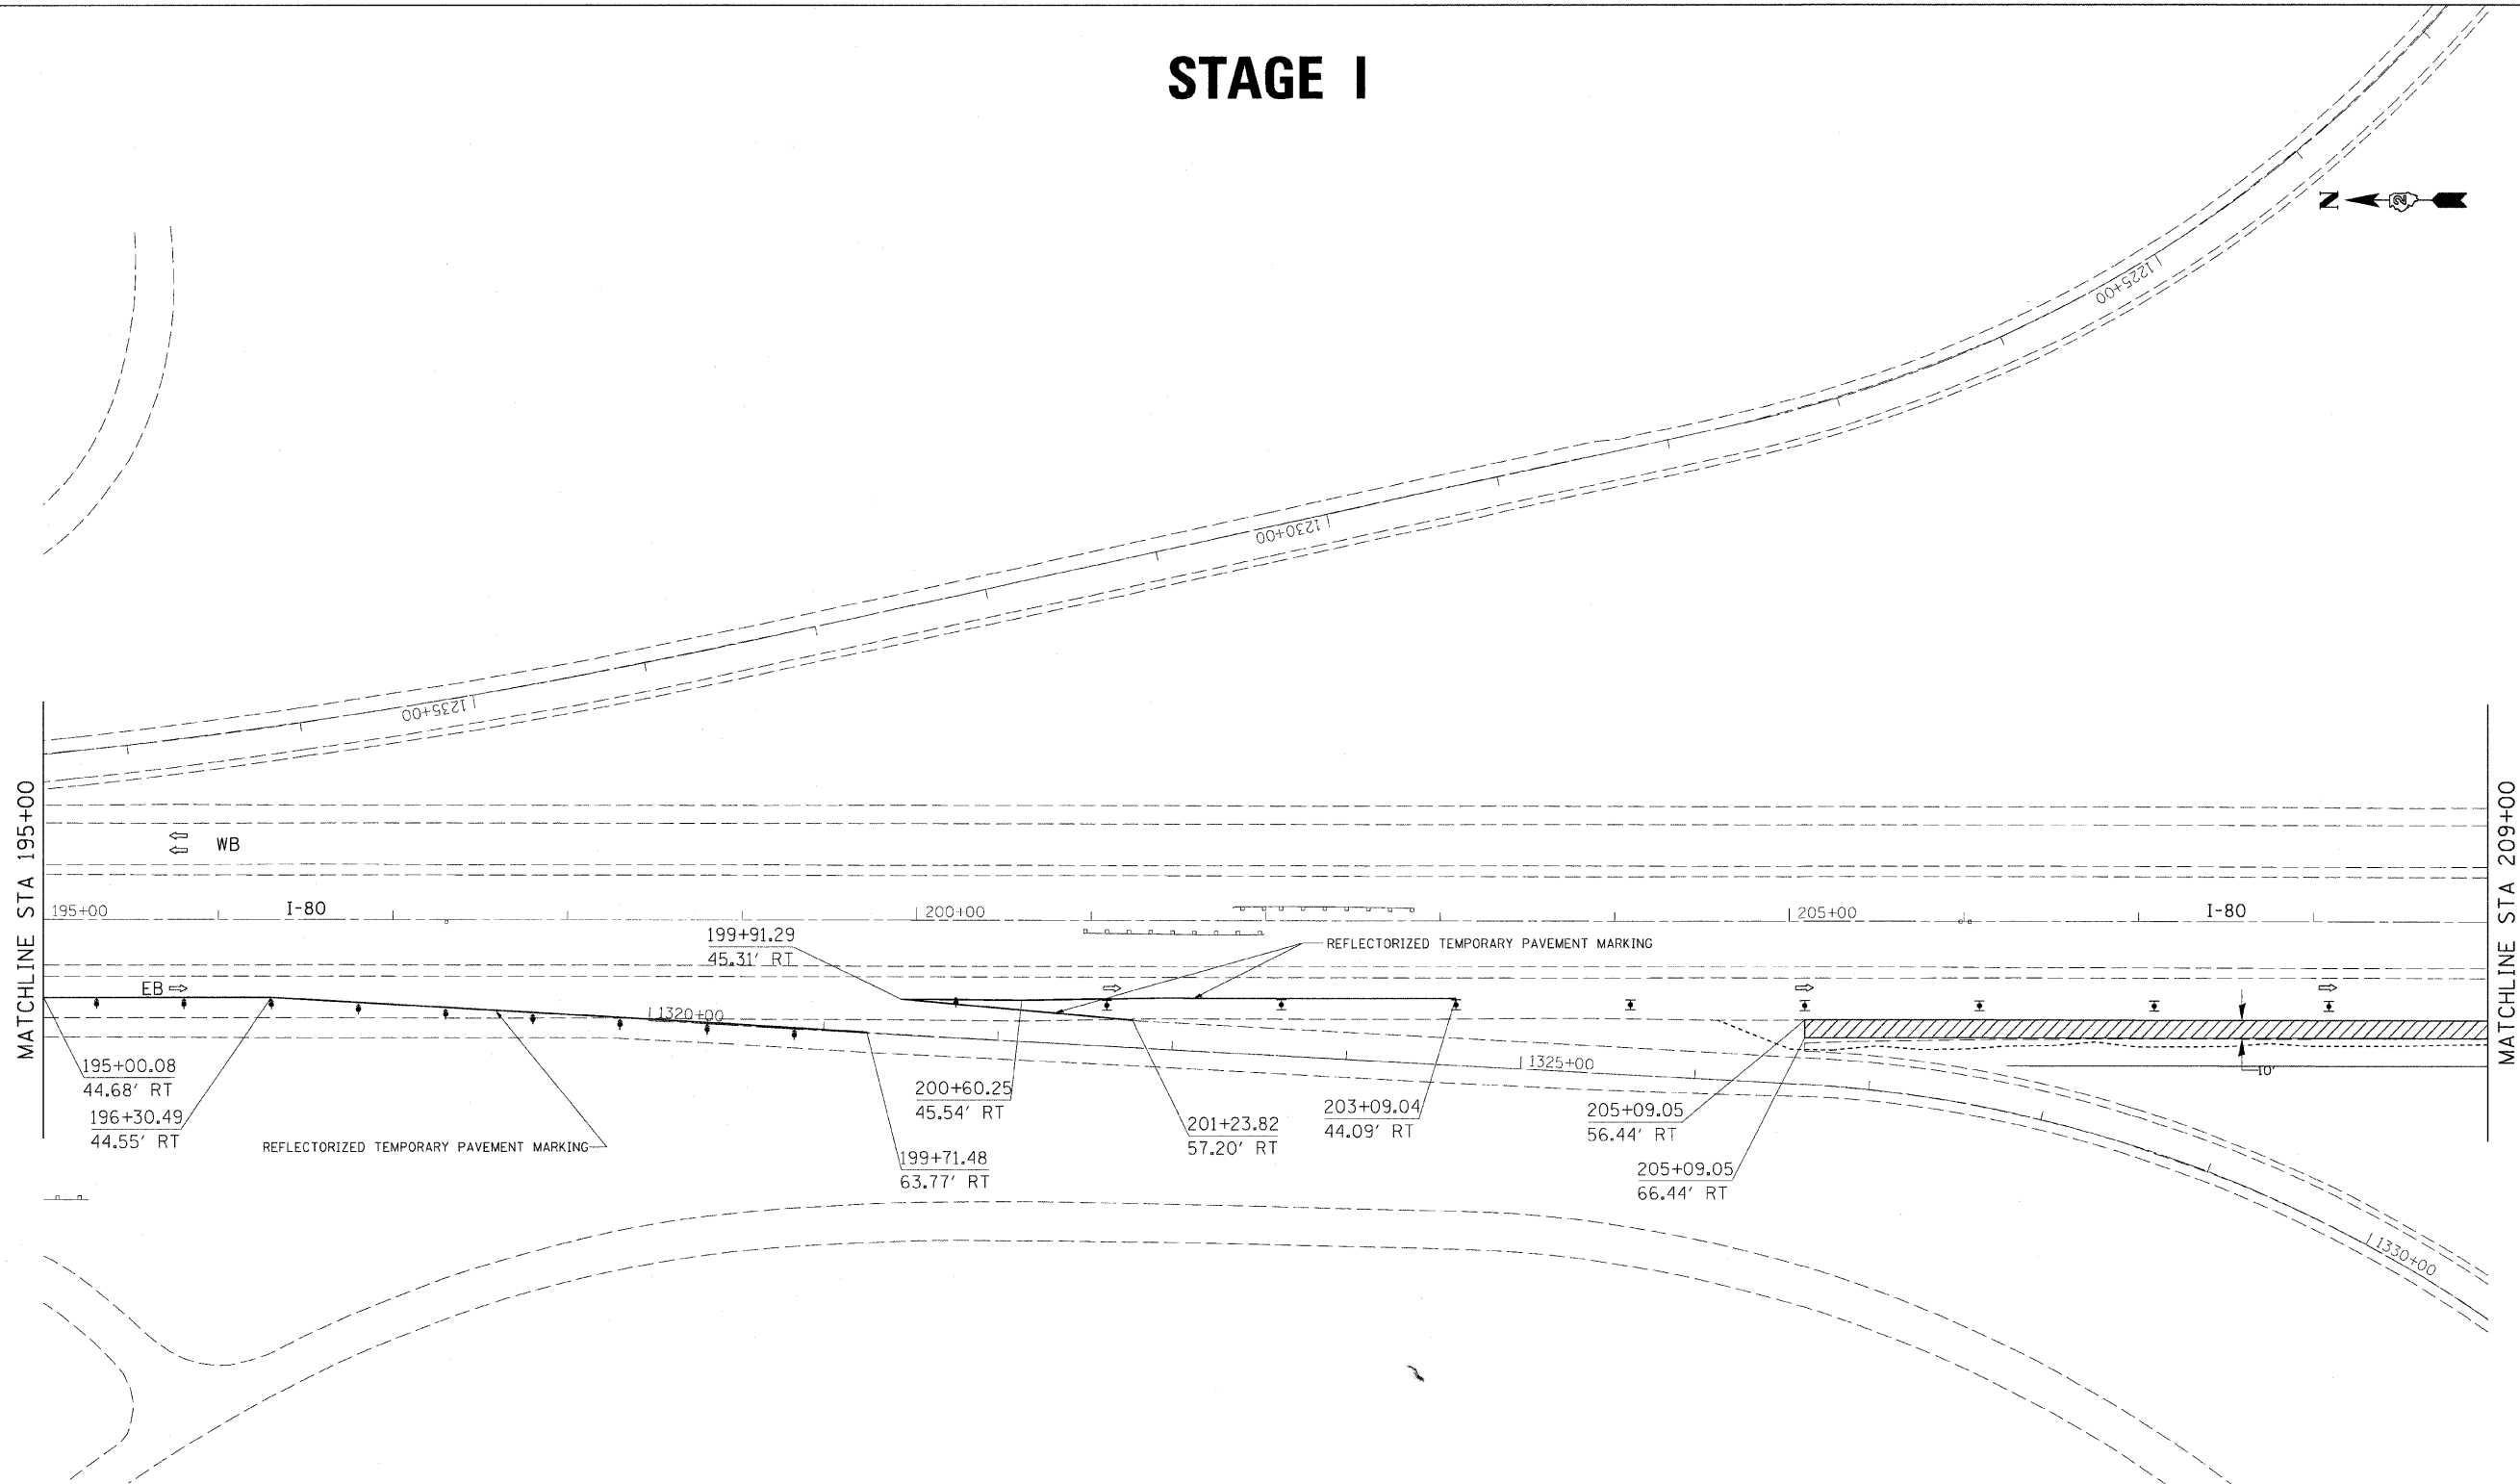 STAGE I
N
2
1225+00
1230+00
1235+00
MATCHLINE STA 195+00
MATCHLINE STA 209+00
WB
195+00
I-80
200+00
205+00
I-80
199+91.29
45.31' RT
REFLECTORIZED TEMPORARY PAVEMENT MARKING
EB
1320+00
1325+00
195+00.08
44.68' RT
196+30.49
44.55' RT
REFLECTORIZED TEMPORARY PAVEMENT MARKING
200+60.25
45.54' RT
199+71.48
63.77' RT
201+23.82
57.20' RT
203+09.04
44.09' RT
205+09.05
56.44' RT
205+09.05
66.44' RT
10'
1330+00